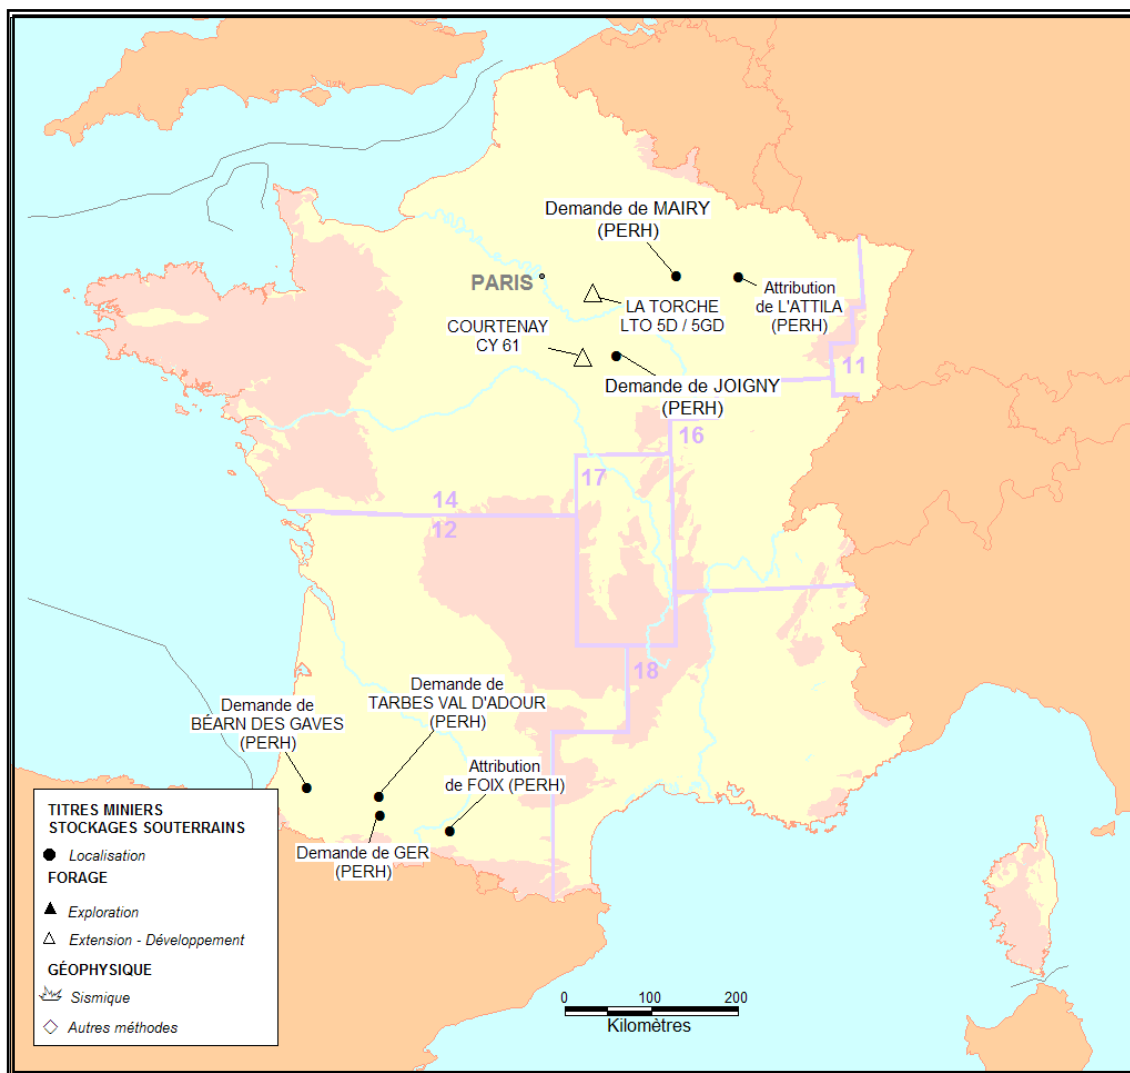 Demande de MAIRY
(PERH)
PARIS
Attribution
de L'ATTILA
(PERH)
LA TORCHE
LTO 5D / 5GD
COURTENAY
CY 61
Demande de JOIGNY
(PERH)
11
16
17
14
12
18
Demande de
TARBES VAL D'ADOUR
(PERH)
Demande de
BÉARN DES GAVES
(PERH)
Attribution
de FOIX (PERH)
Demande de GER
(PERH)
TITRES MINIERS
STOCKAGES SOUTERRAINS
Localisation
FORAGE
Exploration
Extension - Développement
GÉOPHYSIQUE
Sismique
Autres méthodes
0 100 200
Kilomètres